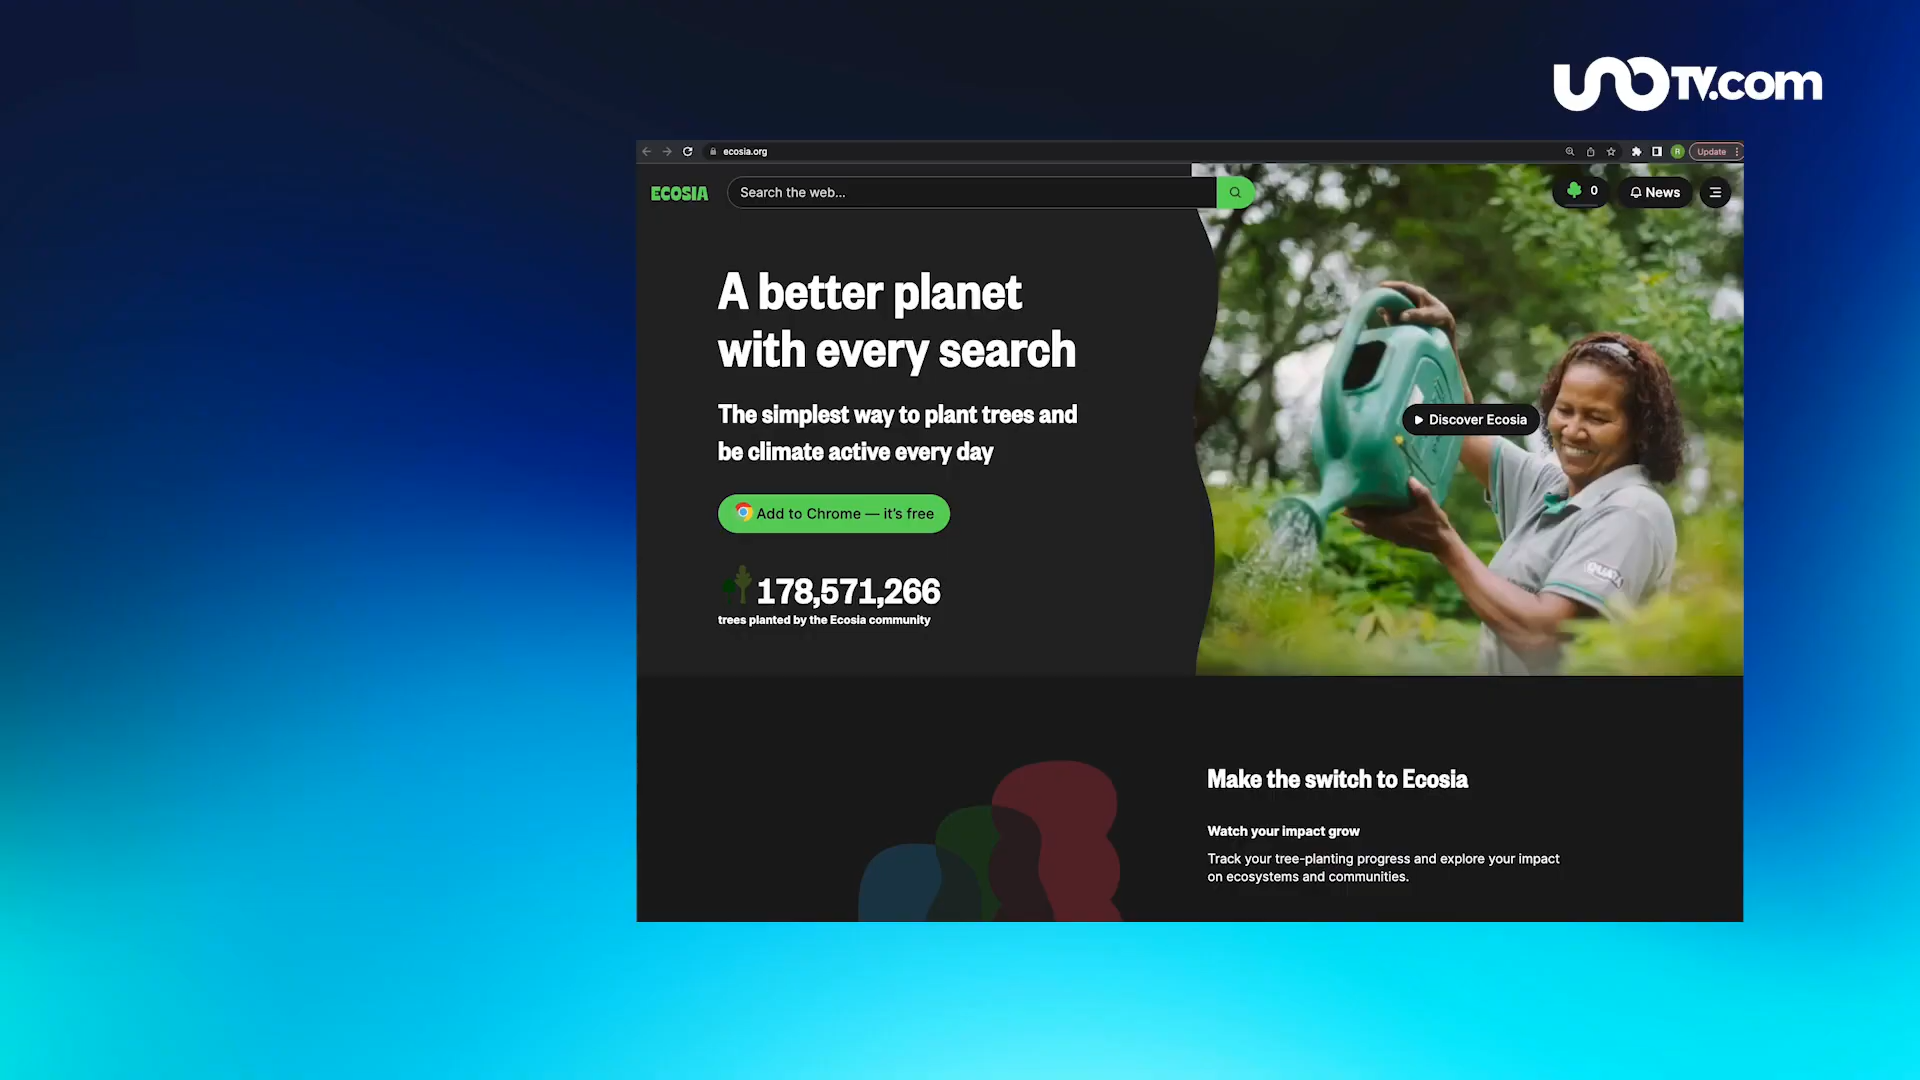 UNOTV.com
ecosia.org
Update
ECOSIA
Search the web...
0
News
A better planet
with every search
The simplest way to plant trees and
be climate active every day
Discover Ecosia
Add to Chrome — it's free
178,571,266
trees planted by the Ecosia community
Make the switch to Ecosia
Watch your impact grow
Track your tree-planting progress and explore your impact
on ecosystems and communities.